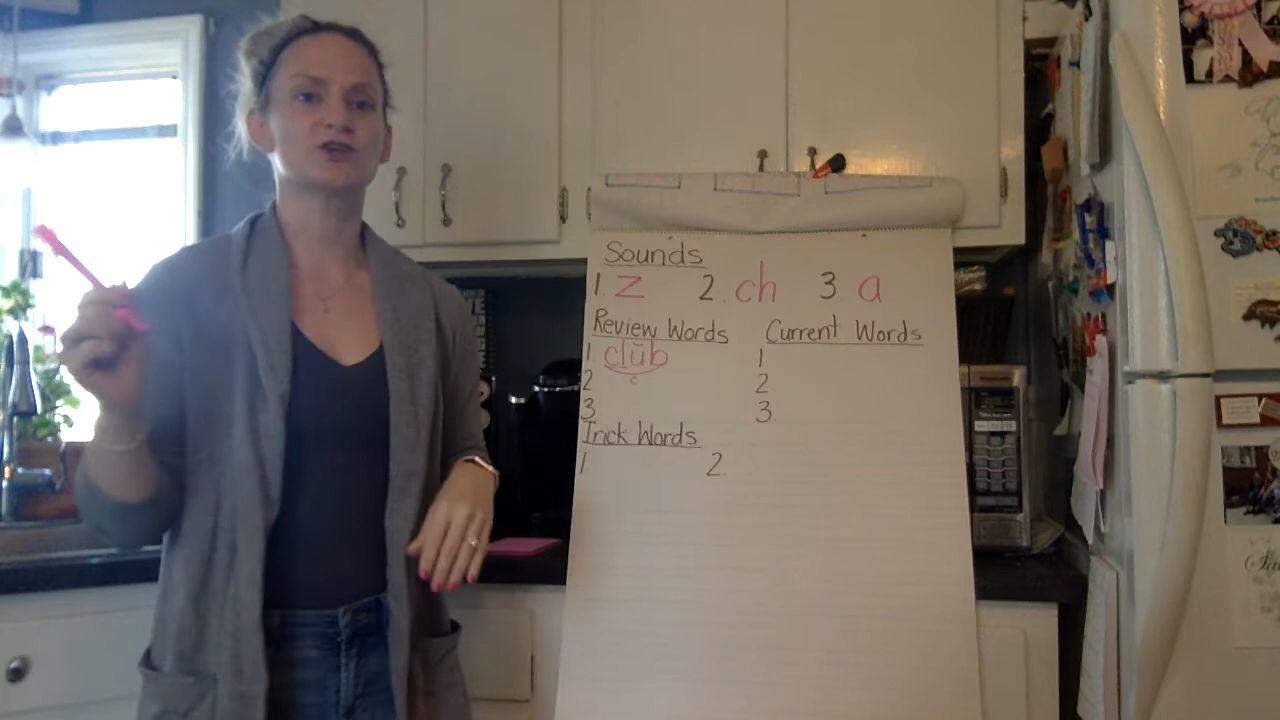 Sounds
1. z 2. ch 3. a
Review Words
1 clŭb
c
2
3
Current Words
1
2
3.
Trick Words
1 2.